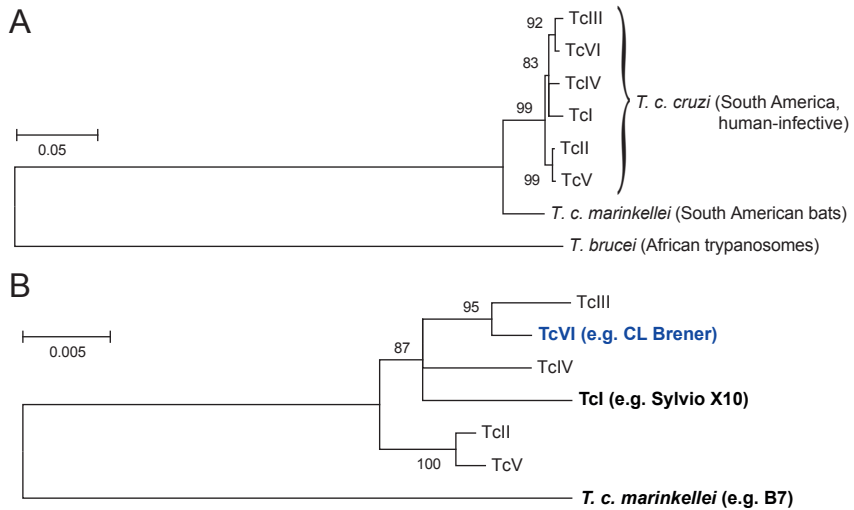 A
92
TcIII
TcVI
83
TcIV
99
TcI
TcII
99
TcV
T. c. cruzi (South America,
human-infective)
0.05
T. c. marinkellei (South American bats)
T. brucei (African trypanosomes)
B
95
TcIII
0.005
TcVI (e.g. CL Brener)
87
TcIV
TcI (e.g. Sylvio X10)
TcII
100
TcV
T. c. marinkellei (e.g. B7)